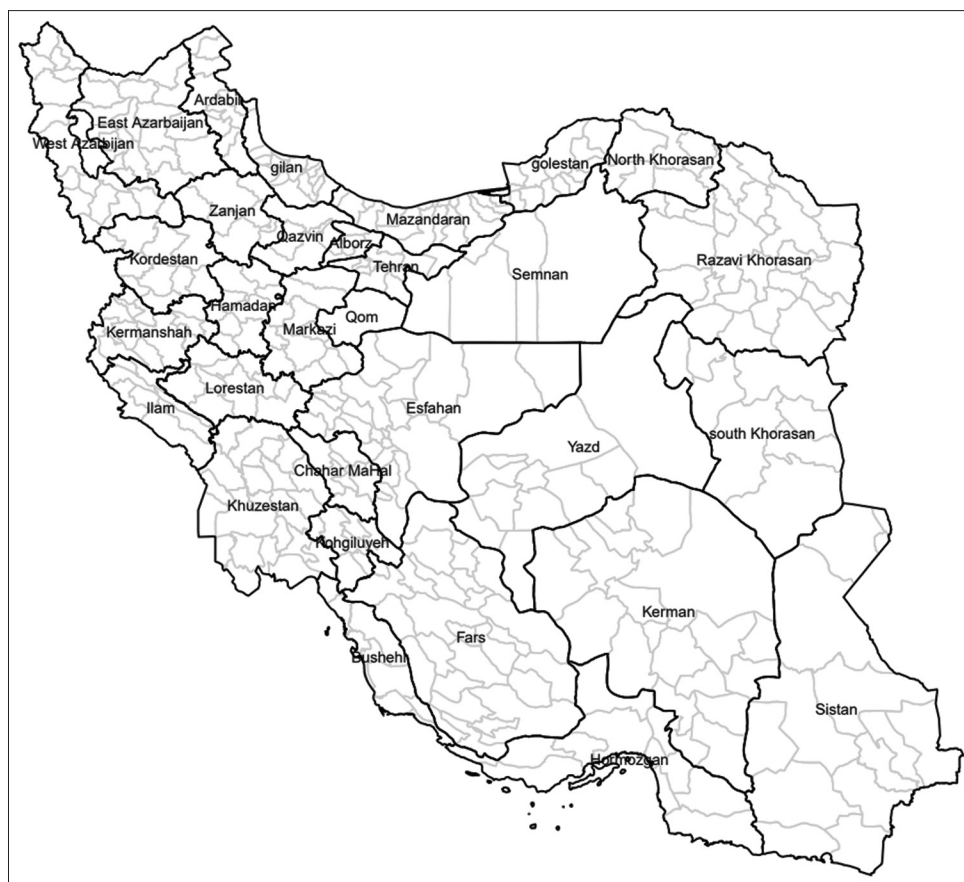 Ardabil
East Azarbaijan
West Azarbijan
gilan
golestan
North Khorasan
Zanjan
Mazandaran
Qazvin
Alborz
Kordestan
Tehran
Semnan
Razavi Khorasan
Hamadan
Qom
Kermanshah
Markazi
Lorestan
Ilam
Esfahan
south Khorasan
Yazd
Chahar MaHal
Khuzestan
Kohgiluyeh
Kerman
Fars
Bushehr
Sistan
Hormozgan